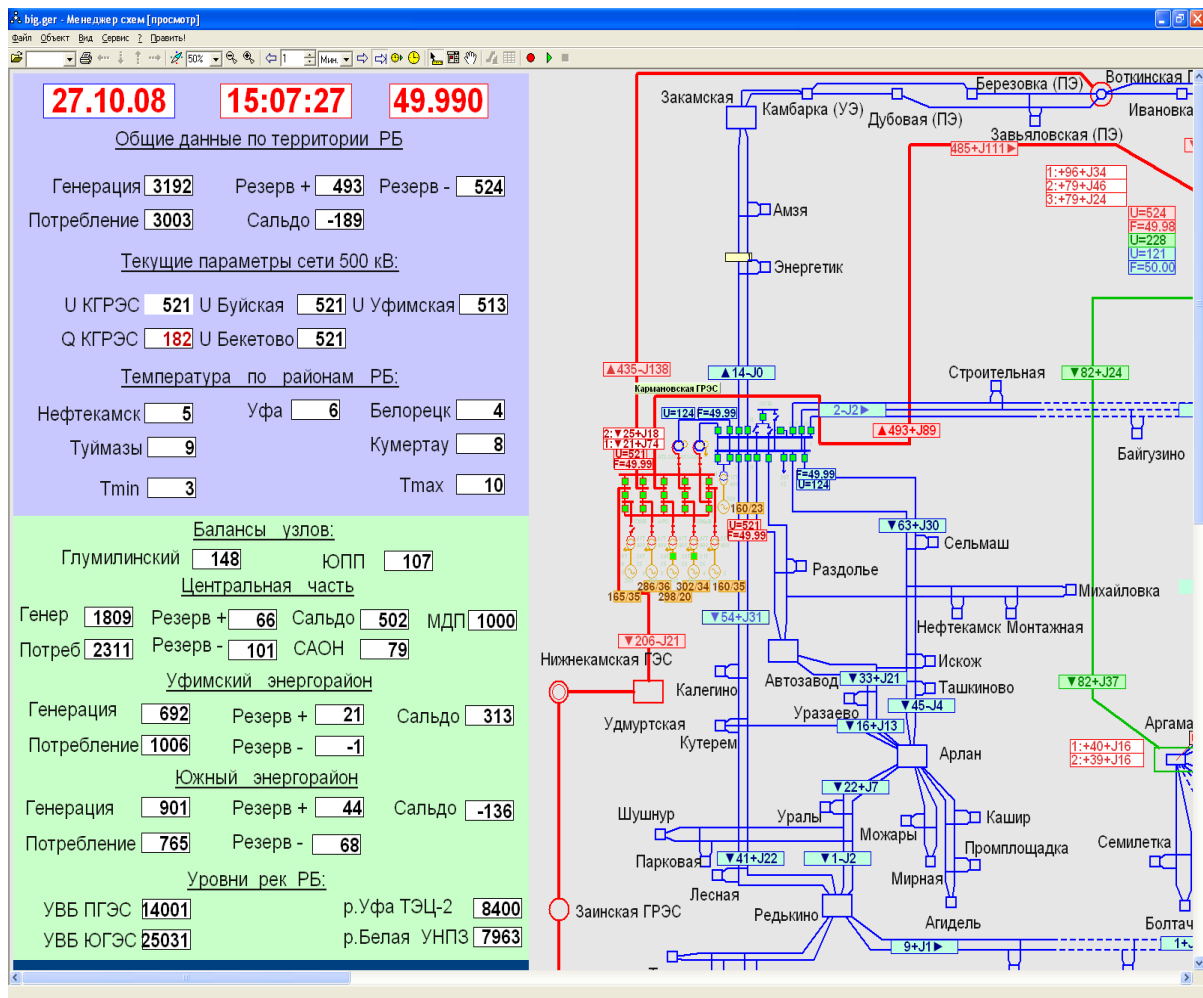 big.ger - Менеджер схем [просмотр]
Файл Объект Вид Сервис ? Править!
50% 1 Мин.
27.10.08 15:07:27 49.990
Общие данные по территории РБ
Генерация 3192 Резерв + 493 Резерв - 524
Потребление 3003 Сальдо -189
Текущие параметры сети 500 кВ:
U КГРЭС 521 U Буйская 521 U Уфимская 513
Q КГРЭС 182 U Бекетово 521
Температура по районам РБ:
Нефтекамск 5 Уфа 6 Белорецк 4
Туймазы 9 Кумертау 8
Tmin 3 Tmax 10
Балансы узлов:
Глумилинский 148 ЮПП 107
Центральная часть
Генер 1809 Резерв + 66 Сальдо 502 МДП 1000
Потреб 2311 Резерв - 101 САОН 79
Уфимский энергорайон
Генерация 692 Резерв + 21 Сальдо 313
Потребление 1006 Резерв - -1
Южный энергорайон
Генерация 901 Резерв + 44 Сальдо -136
Потребление 765 Резерв - 68
Уровни рек РБ:
УВБ ПГЭС 14001 р.Уфа ТЭЦ-2 8400
УВБ ЮГЭС 25031 р.Белая УНПЗ 7963
Закамская
Камбарка (УЭ)
Дубовая (ПЭ)
Березовка (ПЭ)
Воткинская Г
Ивановка
Завьяловская (ПЭ)
485+J111▶
1:+96+J34
2:+79+J46
3:+79+J24
U=524
F=49.98
U=228
U=121
F=50.00
Амзя
Энергетик
▲435-J138
▲14-J0
Кармановская ГРЭС
Строительная
▼82+J24
U=124 F=49.99
2-J2▶
▲493+J89
2:▼25+J18
1:▼21+J74
U=521
F=49.99
Байгузино
F=49.99
U=124
160/23
U=521
F=49.99
▼63+J30
Сельмаш
Раздолье
286/36 302/34 160/35
165/35 298/20
Михайловка
▼54+J31
Нефтекамск Монтажная
▼206-J21
Нижнекамская ГЭС
Искож
Автозавод
▼33+J21
▼82+J37
Калегино
Ташкиново
Уразаево
▼45-J4
Удмуртская
▼16+J13
Кутерем
Аргама
Арлан
1:+40+J16
2:+39+J16
▼22+J7
Шушнур
Уралы
Кашир
Можары
Семилетка
Промплощадка
Парковая
▼41+J22
▼1-J2
Мирная
Лесная
Заинская ГРЭС
Редькино
Агидель
Болтач
9+J1▶